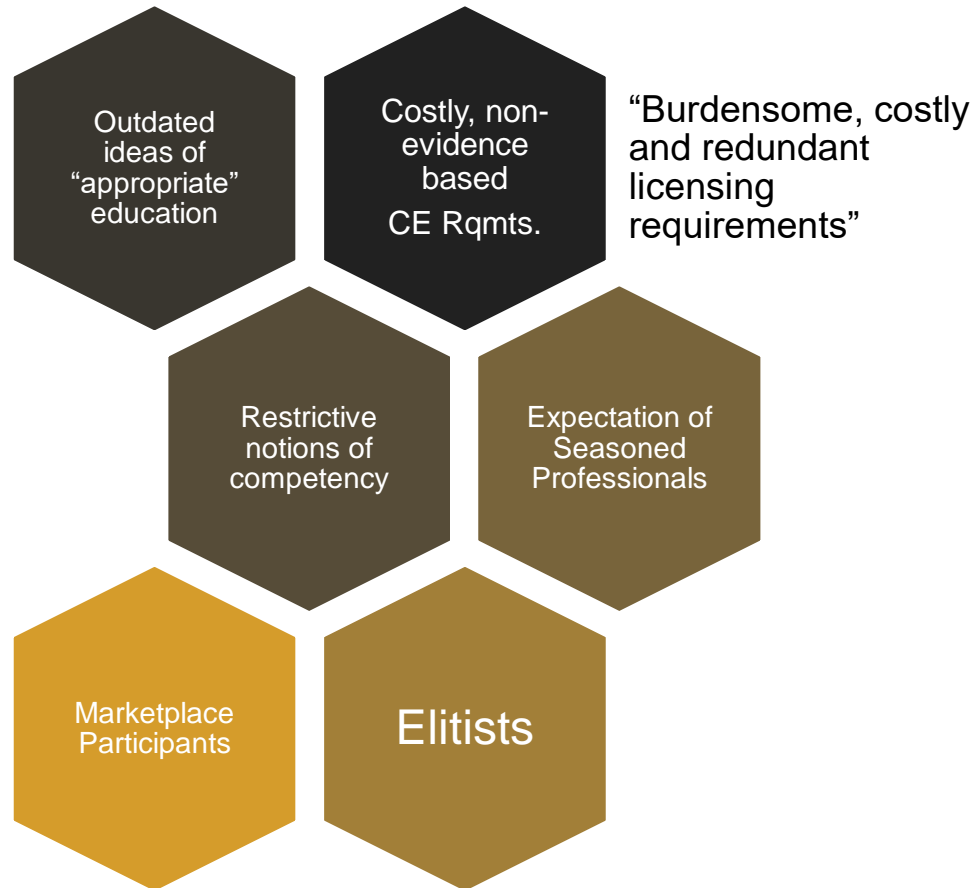 Outdated
ideas of
“appropriate”
education
Costly, non-
evidence
based
CE Rqmts.
“Burdensome, costly
and redundant
licensing
requirements”
Restrictive
notions of
competency
Expectation of
Seasoned
Professionals
Marketplace
Participants
Elitists